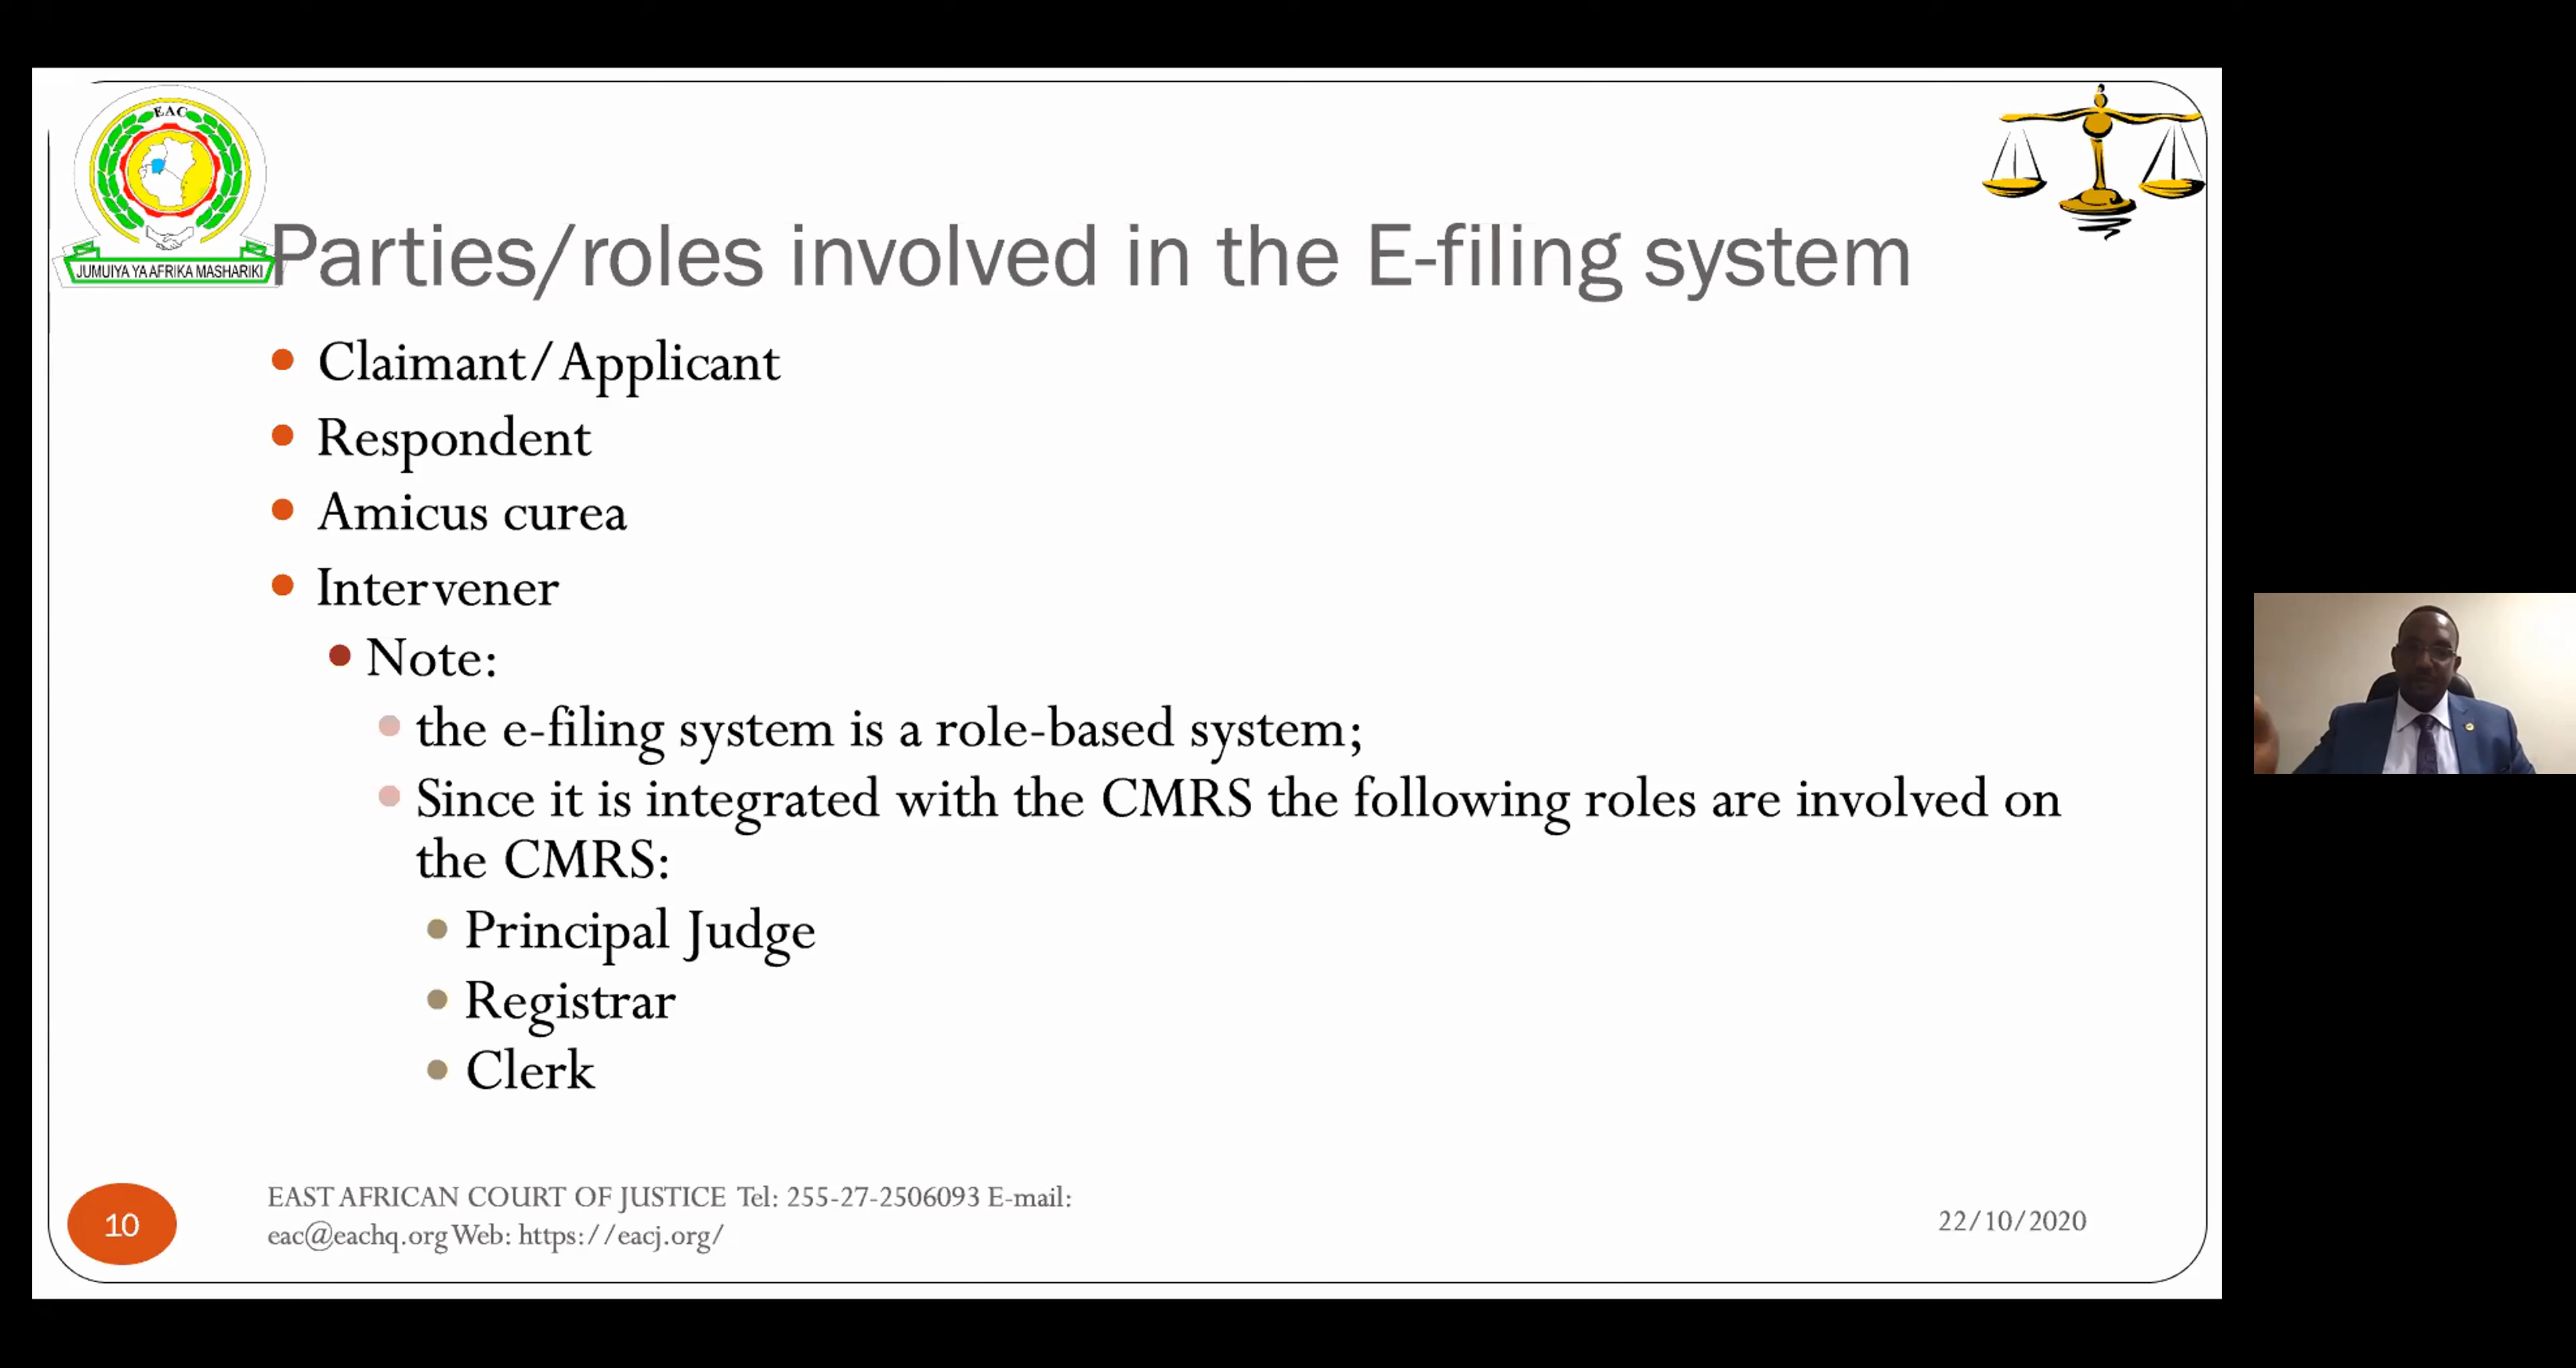 EAC
JUMUIYA YA AFRIKA MASHARIKI
Parties/roles involved in the E-filing system
Claimant/Applicant
Respondent
Amicus curea
Intervener
Note:
the e-filing system is a role-based system;
Since it is integrated with the CMRS the following roles are involved on
the CMRS:
Principal Judge
Registrar
Clerk
10
EAST AFRICAN COURT OF JUSTICE Tel: 255-27-2506093 E-mail:
eac@eachq.org Web: https://eacj.org/
22/10/2020